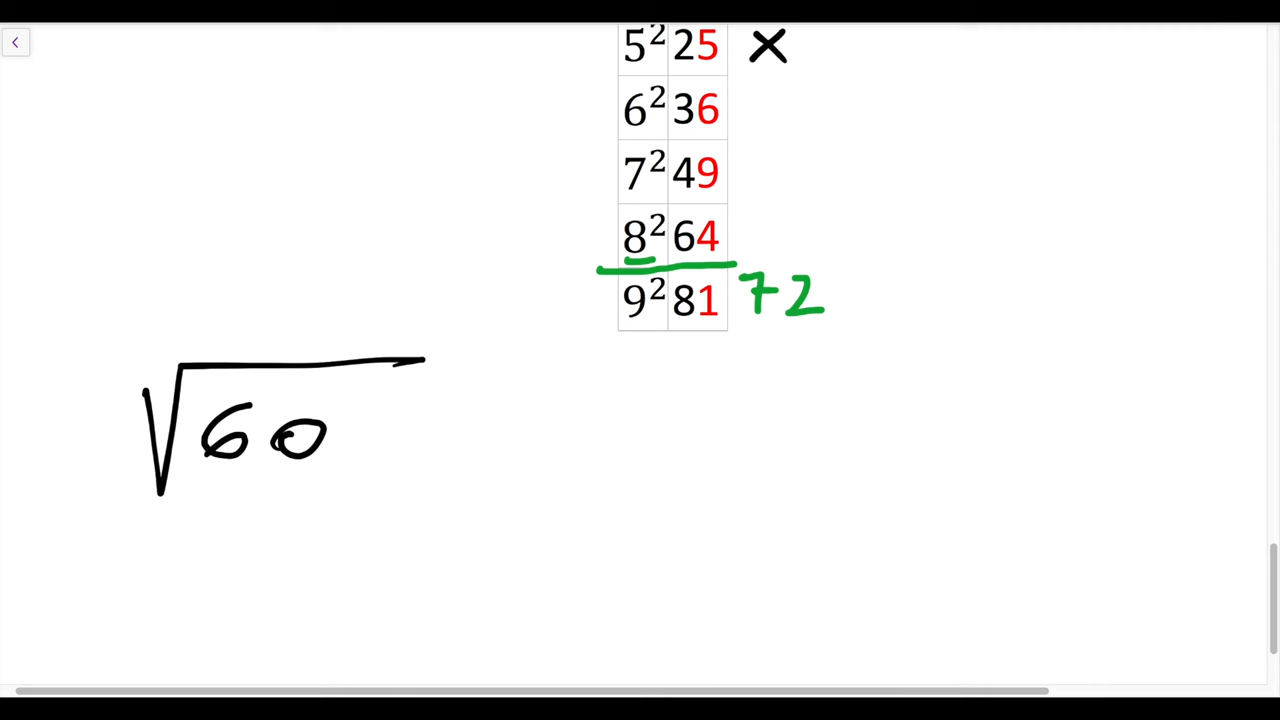 5² 25 ×
6² 36
7² 49
8² 64
9² 81 72
√60